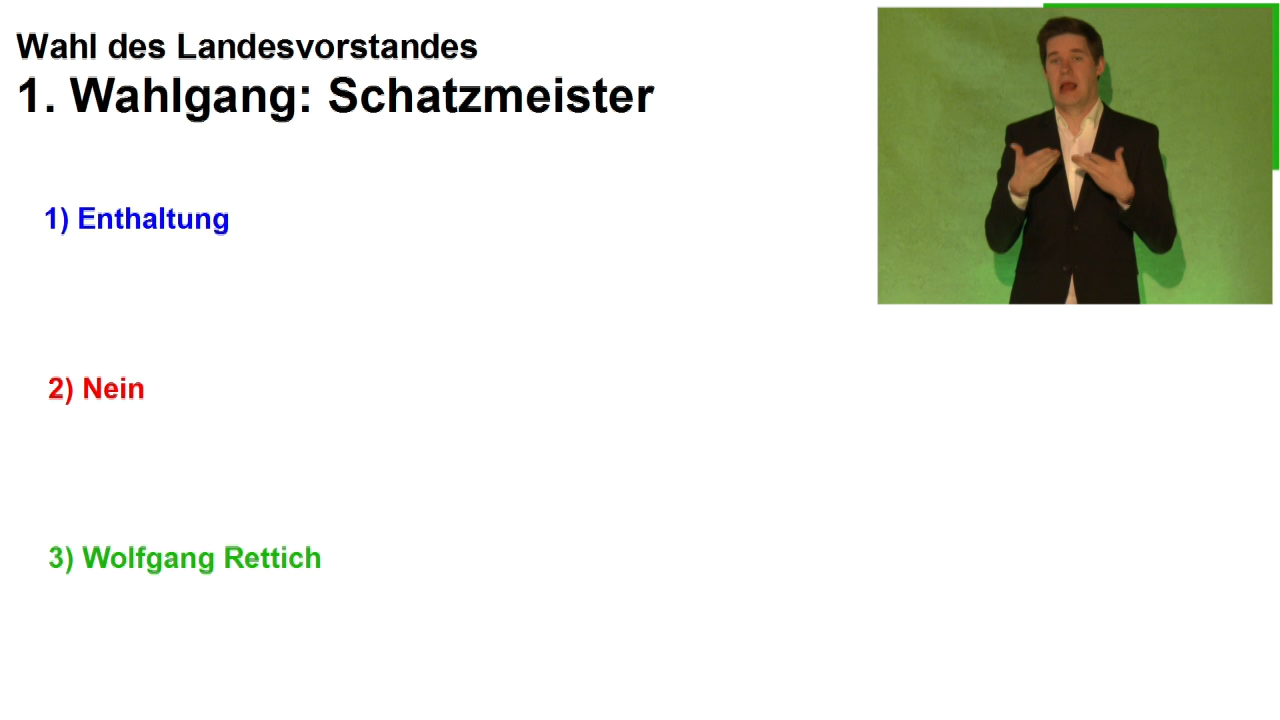 Wahl des Landesvorstandes
1. Wahlgang: Schatzmeister
1) Enthaltung
2) Nein
3) Wolfgang Rettich